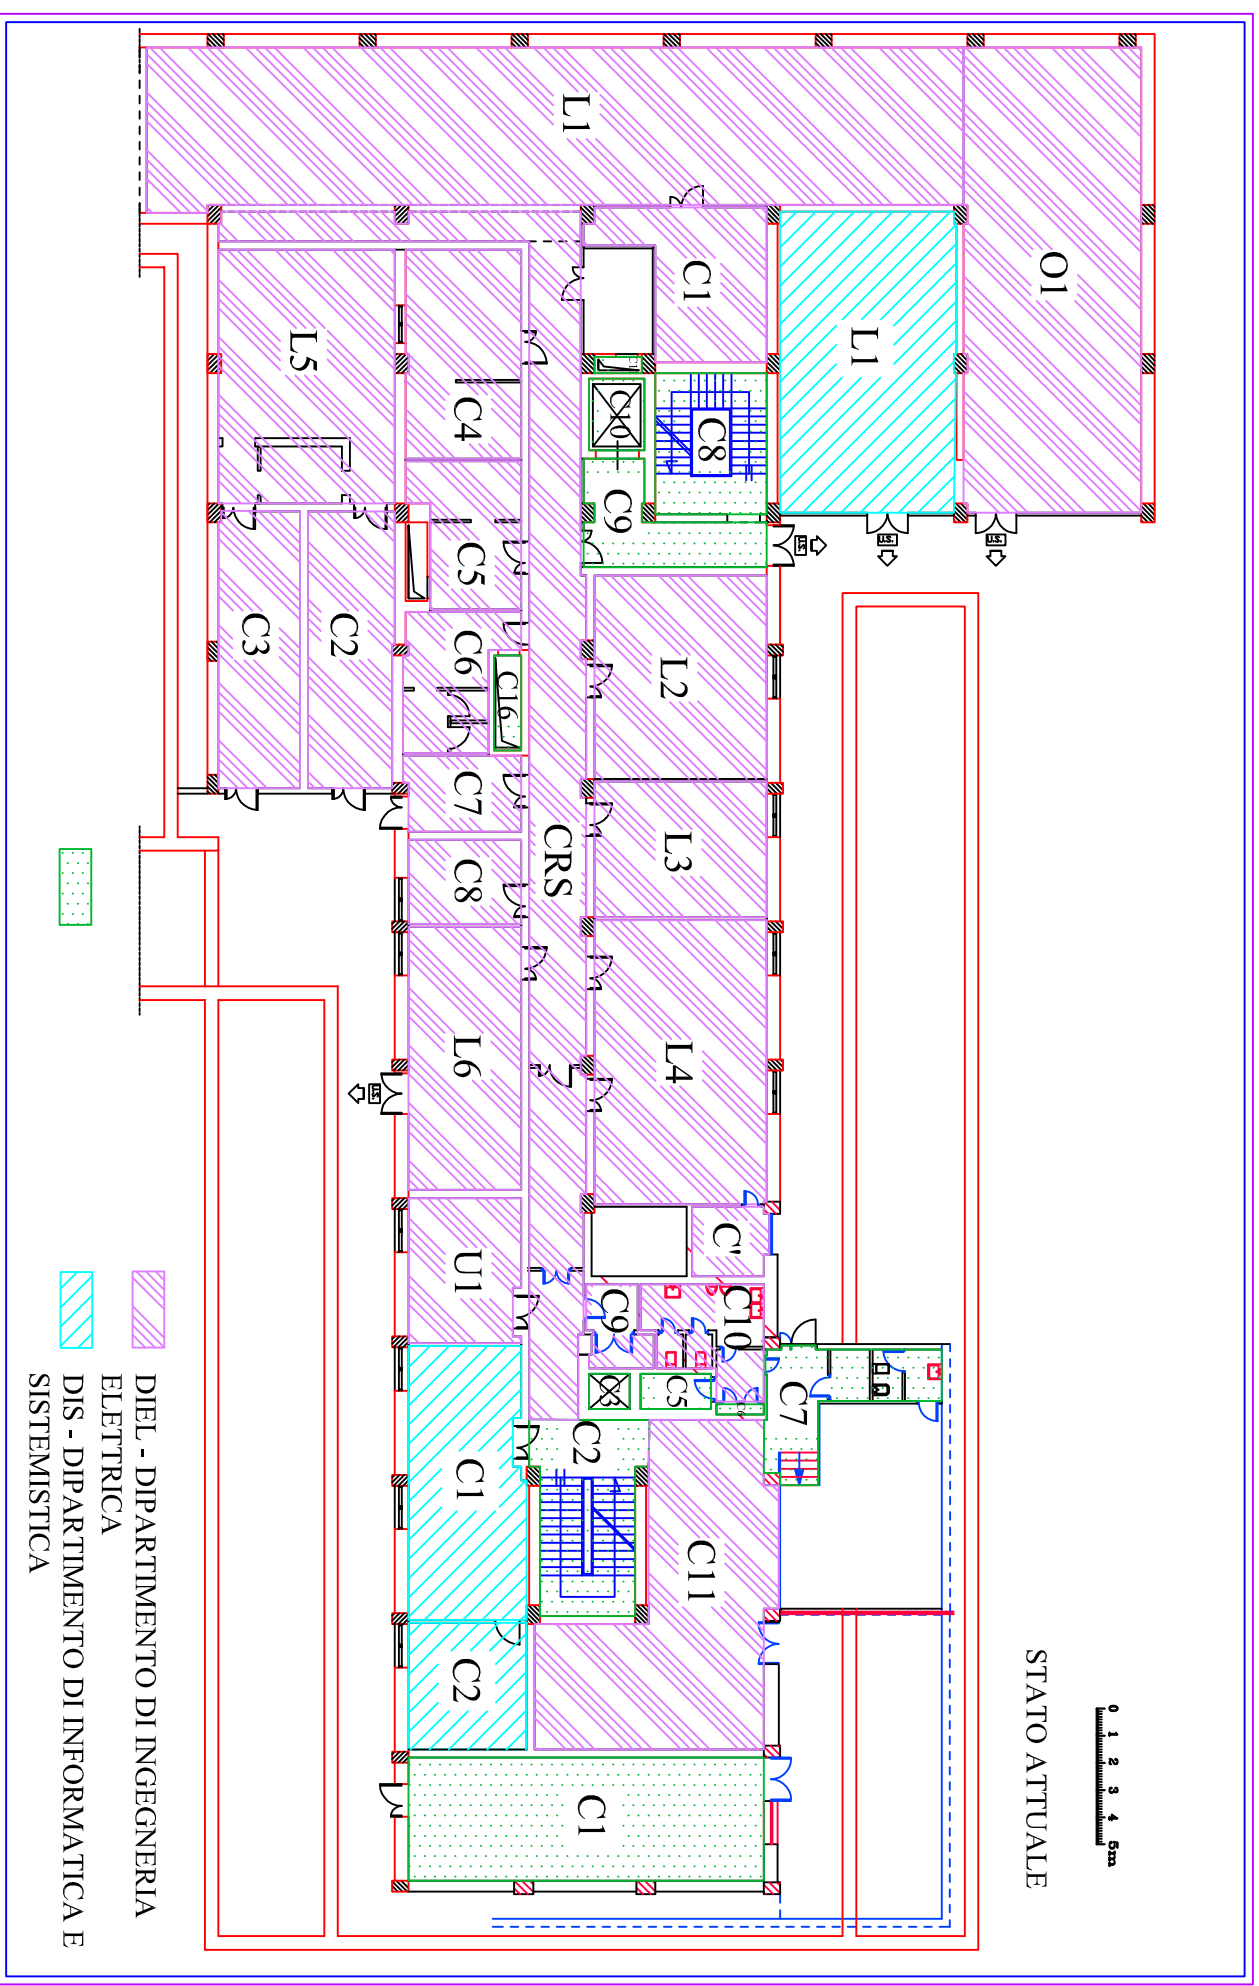 STATO ATTUALE
0 1 2 3 4 5m
O1
L1
L1
C1
C1
C10
C8
C9
U.S.
U.S.
U.S.
L5
C4
C5
C6
C16
C3
C2
C7
C8
CRS
L2
L3
L4
L6
U.S.
U1
C'
C9
C10
C3
C5
C6
C7
C2
C1
C11
C2
C1
DIEL - DIPARTIMENTO DI INGEGNERIA
ELETTRICA
DIS - DIPARTIMENTO DI INFORMATICA E
SISTEMISTICA